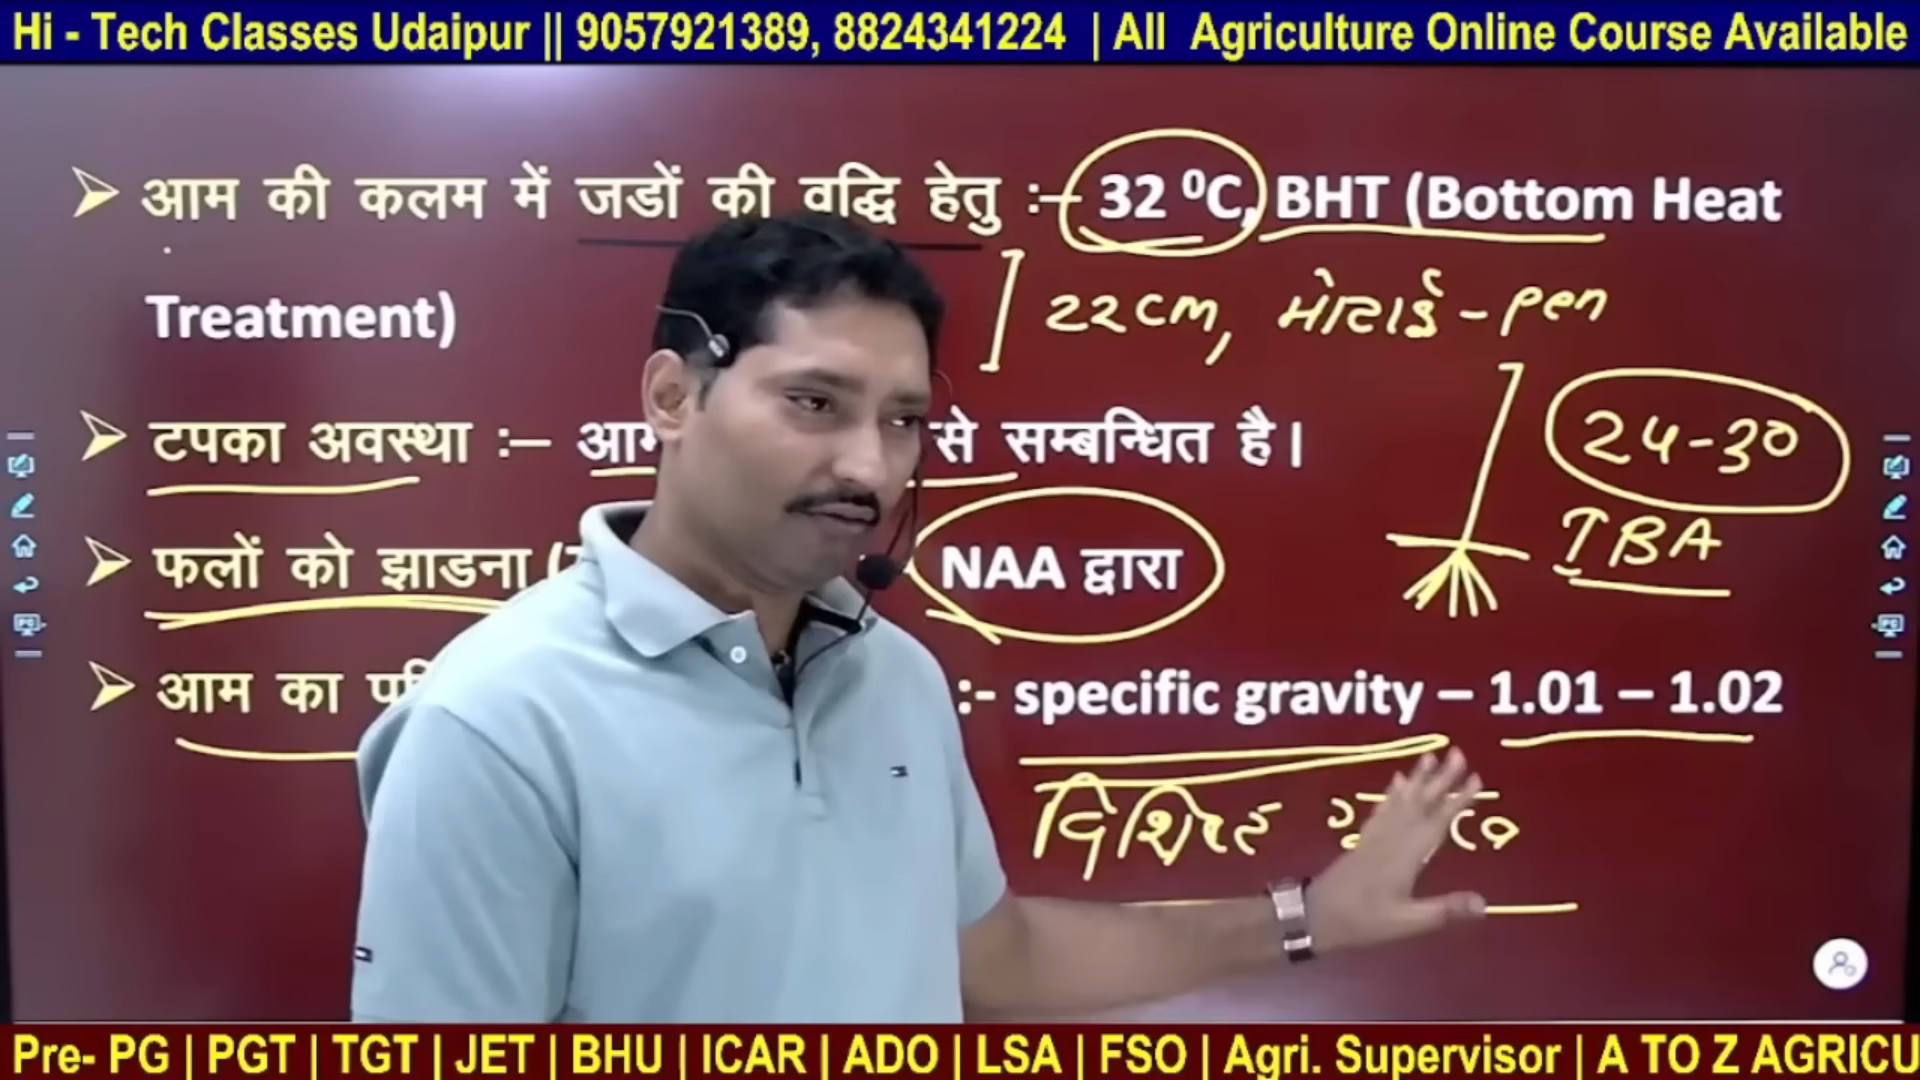 Hi - Tech Classes Udaipur || 9057921389, 8824341224 | All Agriculture Online Course Available
➢ आम की कलम में जडों की वद्धि हेतु :– 32 ⁰C, BHT (Bottom Heat
Treatment)
22cm, मोटाई - pen
➢ टपका अवस्था :– आम से सम्बन्धित है।
24-30
IBA
➢ फलों को झाडना ( NAA द्वारा
➢ आम का :- specific gravity – 1.01 – 1.02
Pre- PG | PGT | TGT | JET | BHU | ICAR | ADO | LSA | FSO | Agri. Supervisor | A TO Z AGRICU